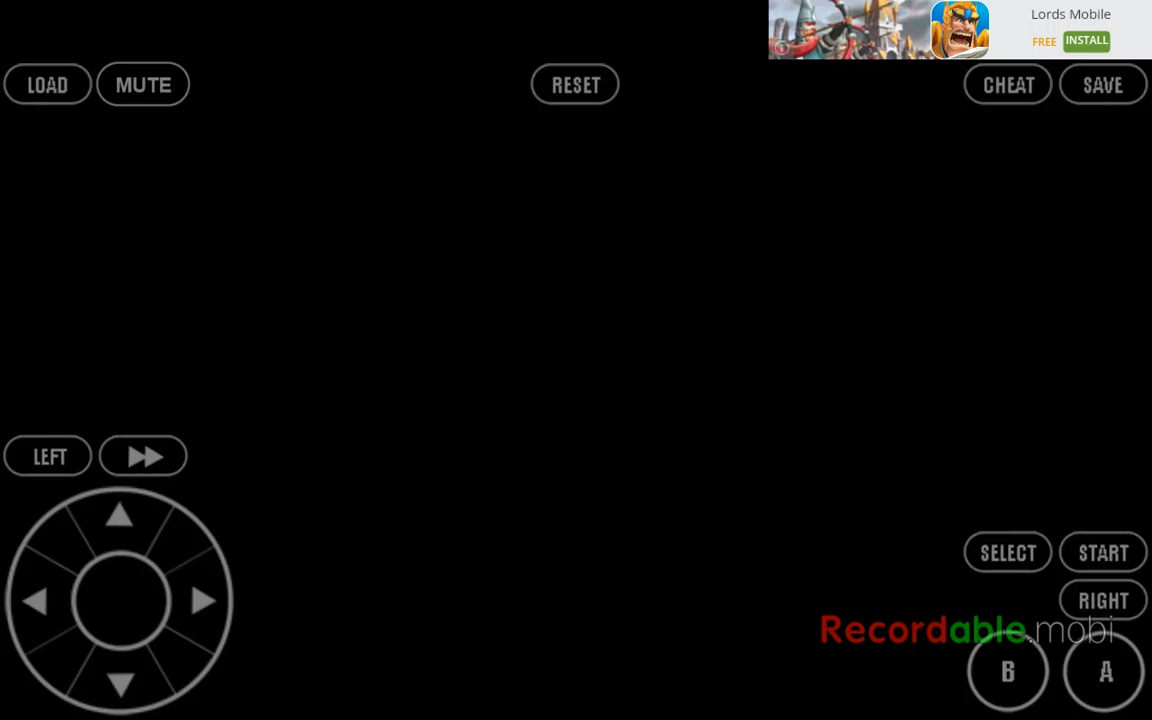 Lords Mobile
FREE INSTALL
LOAD MUTE RESET CHEAT SAVE
LEFT
SELECT START
RIGHT
Recordable.mobi
B A